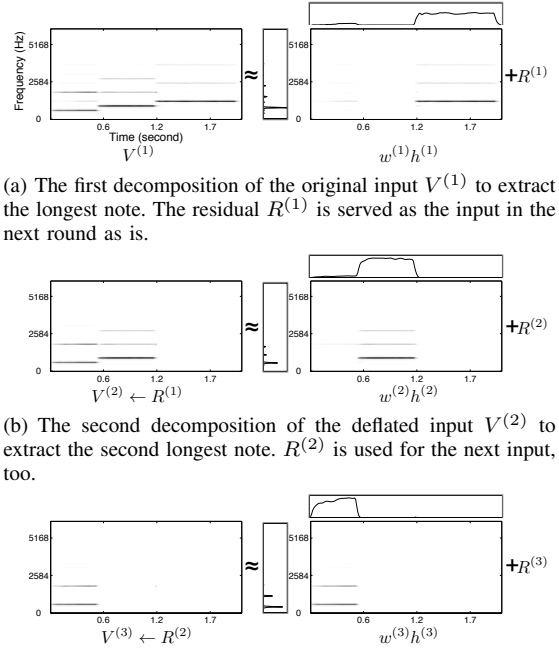 Frequency (Hz)
5168
2584
0
0.6 1.2 1.7
Time (second)
V^{(1)}
≈
0.6 1.2 1.7
w^{(1)}h^{(1)}
5168
2584
0
+R^{(1)}
(a) The first decomposition of the original input V^{(1)} to extract
the longest note. The residual R^{(1)} is served as the input in the
next round as is.
5168
2584
0
0.6 1.2 1.7
V^{(2)} ← R^{(1)}
≈
5168
2584
0
0.6 1.2 1.7
w^{(2)}h^{(2)}
+R^{(2)}
(b) The second decomposition of the deflated input V^{(2)} to
extract the second longest note. R^{(2)} is used for the next input,
too.
5168
2584
0
0.6 1.2 1.7
V^{(3)} ← R^{(2)}
≈
5168
2584
0
0.6 1.2 1.7
w^{(3)}h^{(3)}
+R^{(3)}